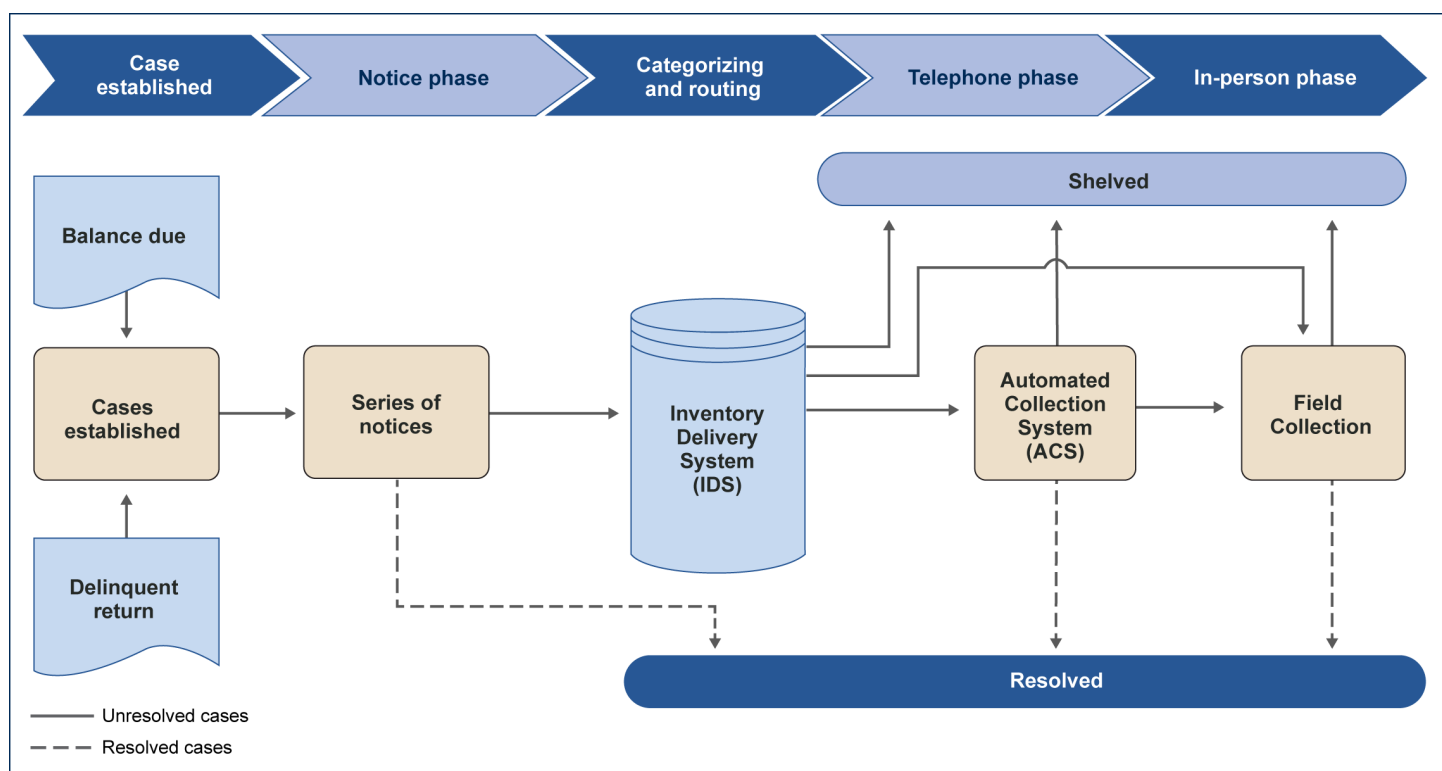 Case
established
Notice phase
Categorizing
and routing
Telephone phase
In-person phase
Shelved
Balance due
Cases
established
Series of
notices
Inventory
Delivery
System
(IDS)
Automated
Collection
System
(ACS)
Field
Collection
Delinquent
return
Resolved
Unresolved cases
Resolved cases